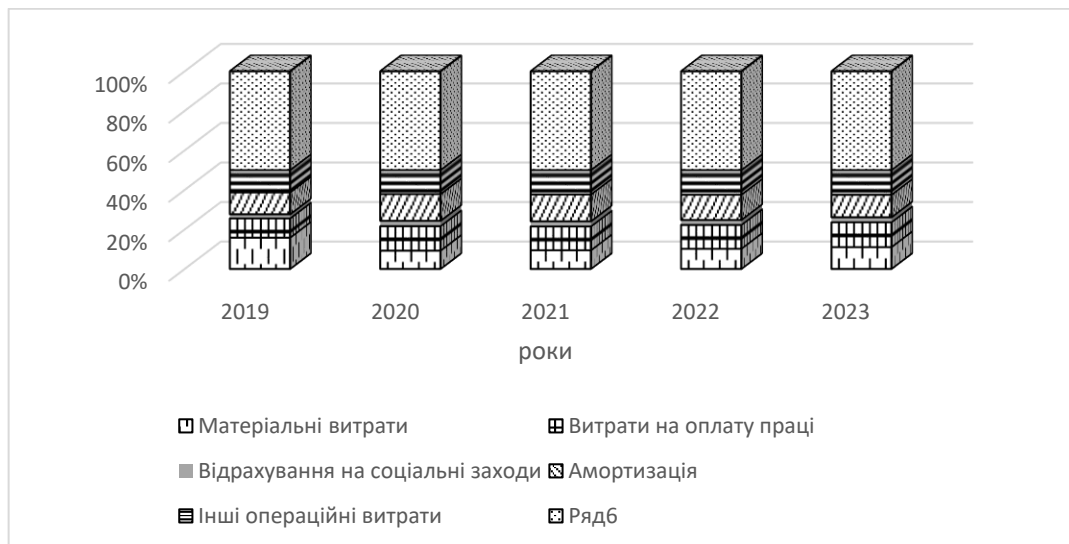 100%
80%
60%
40%
20%
0%
2019 2020 2021 2022 2023
роки
Матеріальні витрати Витрати на оплату праці
Відрахування на соціальні заходи Амортизація
Інші операційні витрати Ряд6